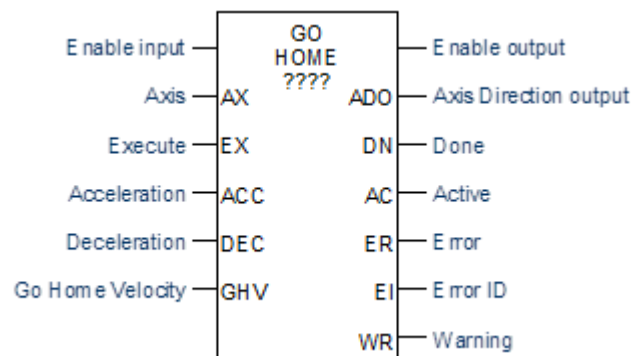 GO
HOME
????
Enable input
Enable output
Axis
AX
ADO
Axis Direction output
Execute
EX
DN
Done
Acceleration
ACC
AC
Active
Deceleration
DEC
ER
Error
Go Home Velocity
GHV
EI
Error ID
WR
Warning